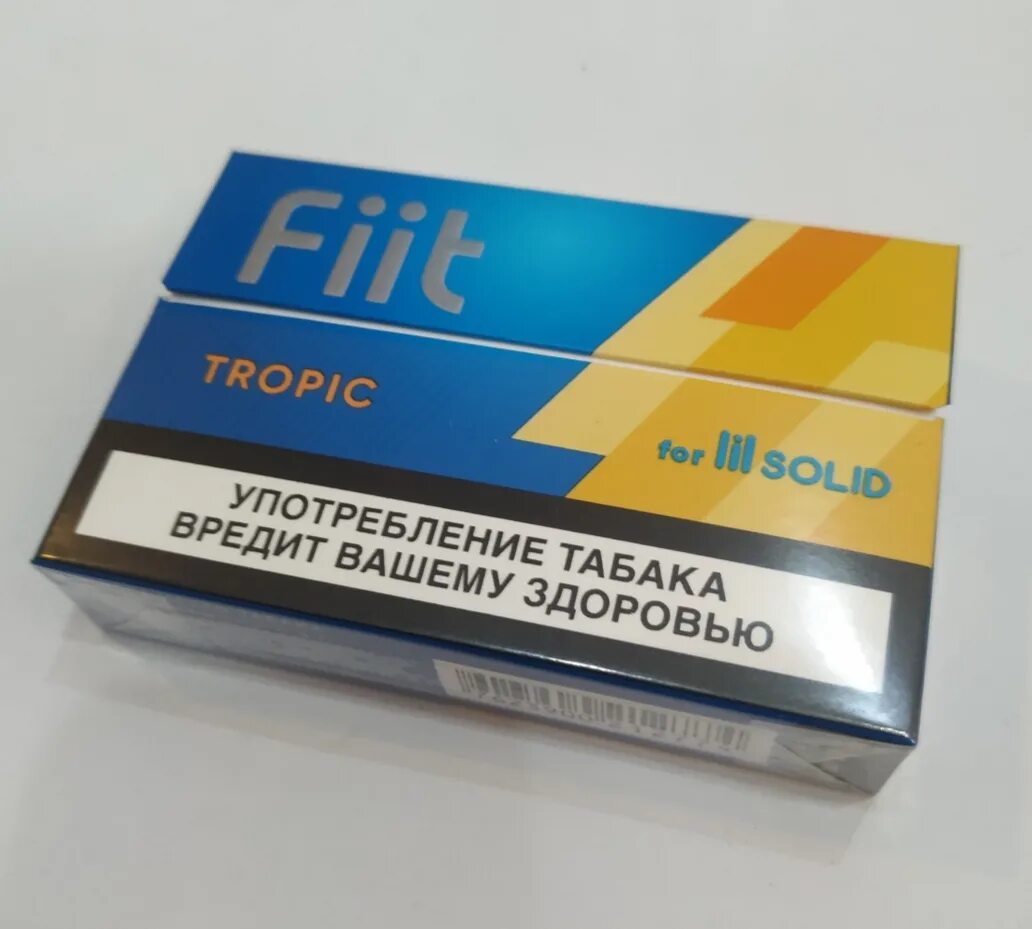 Fiit
TROPIC
for lil SOLID
УПОТРЕБЛЕНИЕ ТАБАКА
ВРЕДИТ ВАШЕМУ ЗДОРОВЬЮ